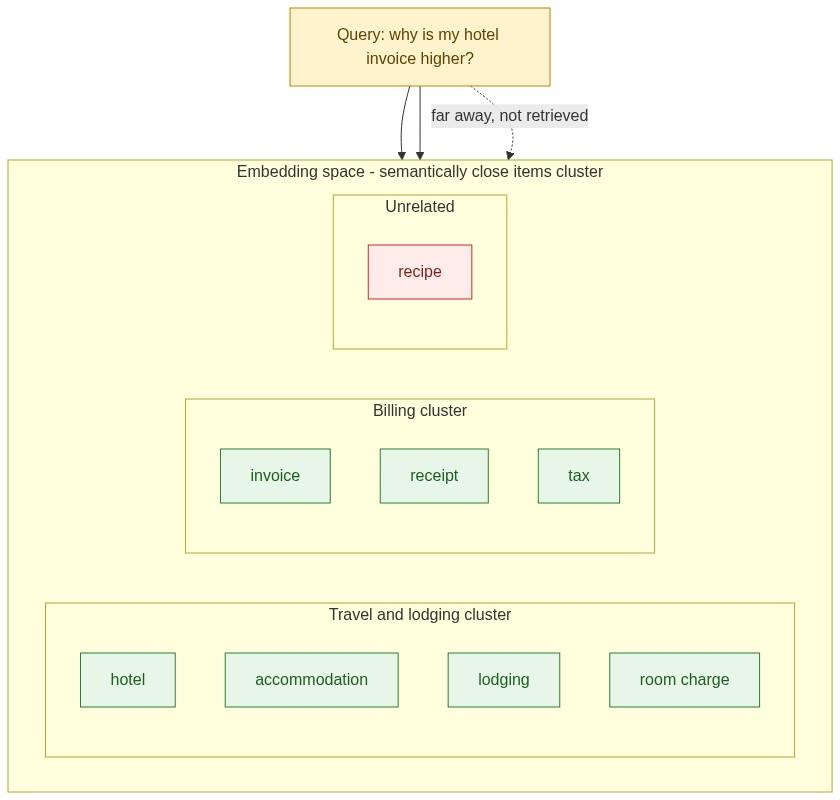 Query: why is my hotel
invoice higher?
far away, not retrieved
Embedding space - semantically close items cluster
Unrelated
recipe
Billing cluster
invoice receipt tax
Travel and lodging cluster
hotel accommodation lodging room charge